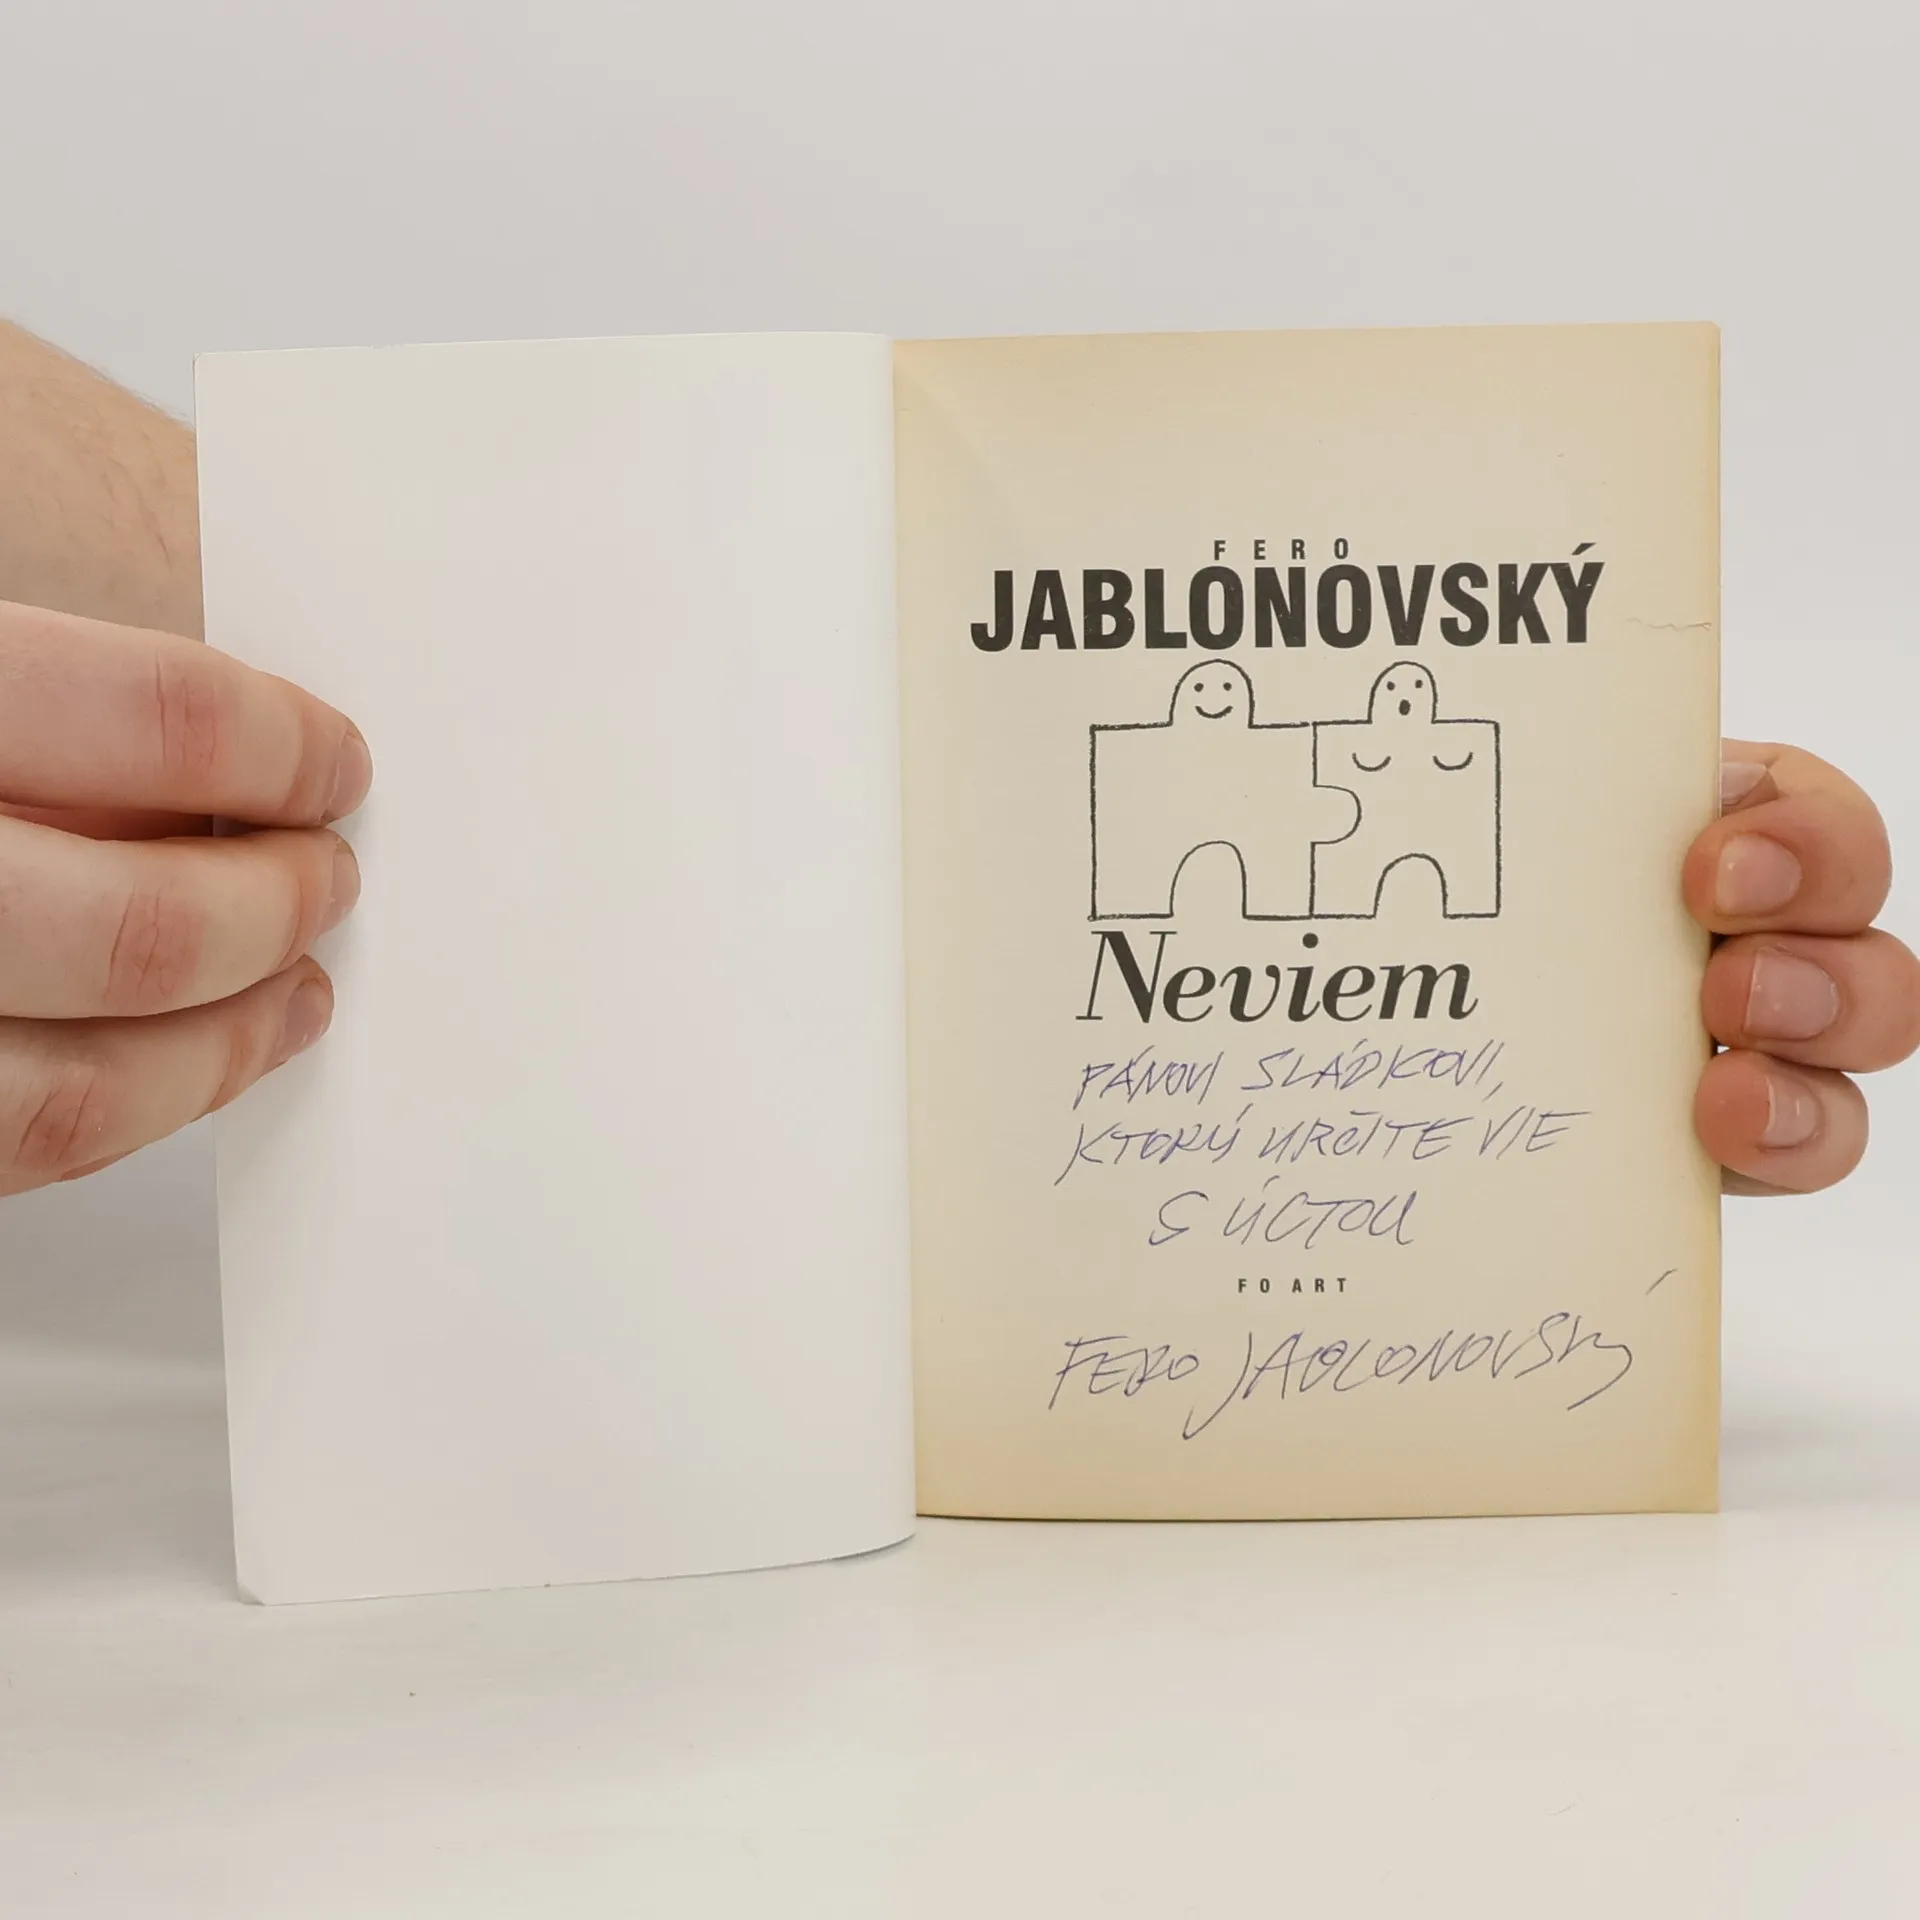 FERO
JABLONOVSKÝ
Neviem
PÁNOVI SLÁDKOVI,
KTORÝ URČITE VIE
S ÚCTOU
FO ART
FERO JABLONOVSKÝ